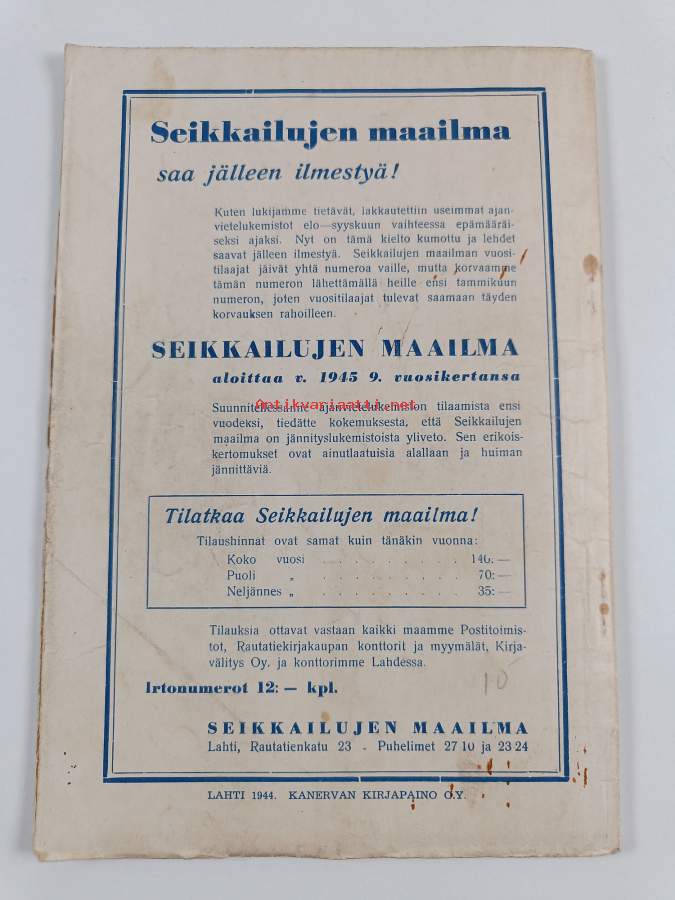 Seikkailujen maailma
saa jälleen ilmestyä!
Kuten lukijamme tietävät, lakkautettiin useimmat ajan-
vietelukemistot elo—syyskuun vaihteessa epämääräi-
seksi ajaksi. Nyt on tämä kielto kumottu ja lehdet
saavat jälleen ilmestyä. Seikkailujen maailman vuosi-
tilaajat jäivät yhtä numeroa vaille, mutta korvaamme
tämän numeron lähettämällä heille ensi tammikuun
numeron, joten vuositilaajat tulevat saamaan täyden
korvauksen rahoilleen.
SEIKKAILUJEN MAAILMA
aloittaa v. 1945 9. vuosikertansa
Antikvariaatti.net
Suunnitellessanne ajanvietelukemiston tilaamista ensi
vuodeksi, tiedätte kokemuksesta, että Seikkailujen
maailma on jännityslukemistoista yliveto. Sen erikois-
kertomukset ovat ainutlaatuisia alallaan ja huiman
jännittäviä.
Tilatkaa Seikkailujen maailma!
Tilaushinnat ovat samat kuin tänäkin vuonna:
Koko vuosi . . . . . . . . . 140:—
Puoli „ . . . . . . . . . 70:—
Neljännes „ . . . . . . . . . 35:—
Tilauksia ottavat vastaan kaikki maamme Postitoimis-
tot, Rautatiekirjakaupan konttorit ja myymälät, Kirja-
välitys Oy. ja konttorimme Lahdessa.
Irtonumerot 12:— kpl.
10
SEIKKAILUJEN MAAILMA
Lahti, Rautatienkatu 23 - Puhelimet 27 10 ja 23 24
LAHTI 1944. KANERVAN KIRJAPAINO O.Y.